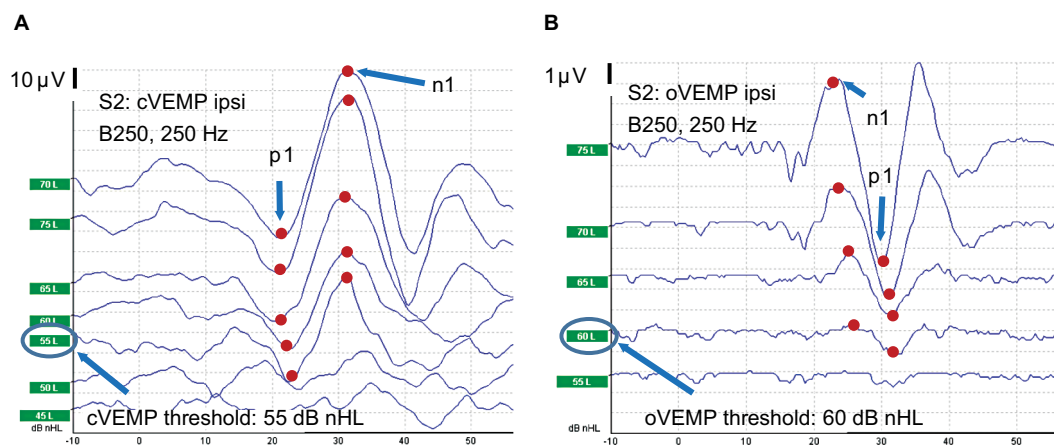 A
10 µV
n1
S2: cVEMP ipsi
B250, 250 Hz
p1
70 L
75 L
65 L
60 L
55 L
50 L
45 L
cVEMP threshold: 55 dB nHL
dB nHL
-10 0 10 20 30 40 50
B
1µV
S2: oVEMP ipsi
B250, 250 Hz
n1
p1
75 L
70 L
65 L
60 L
55 L
oVEMP threshold: 60 dB nHL
dB nHL
-10 0 10 20 30 40 50